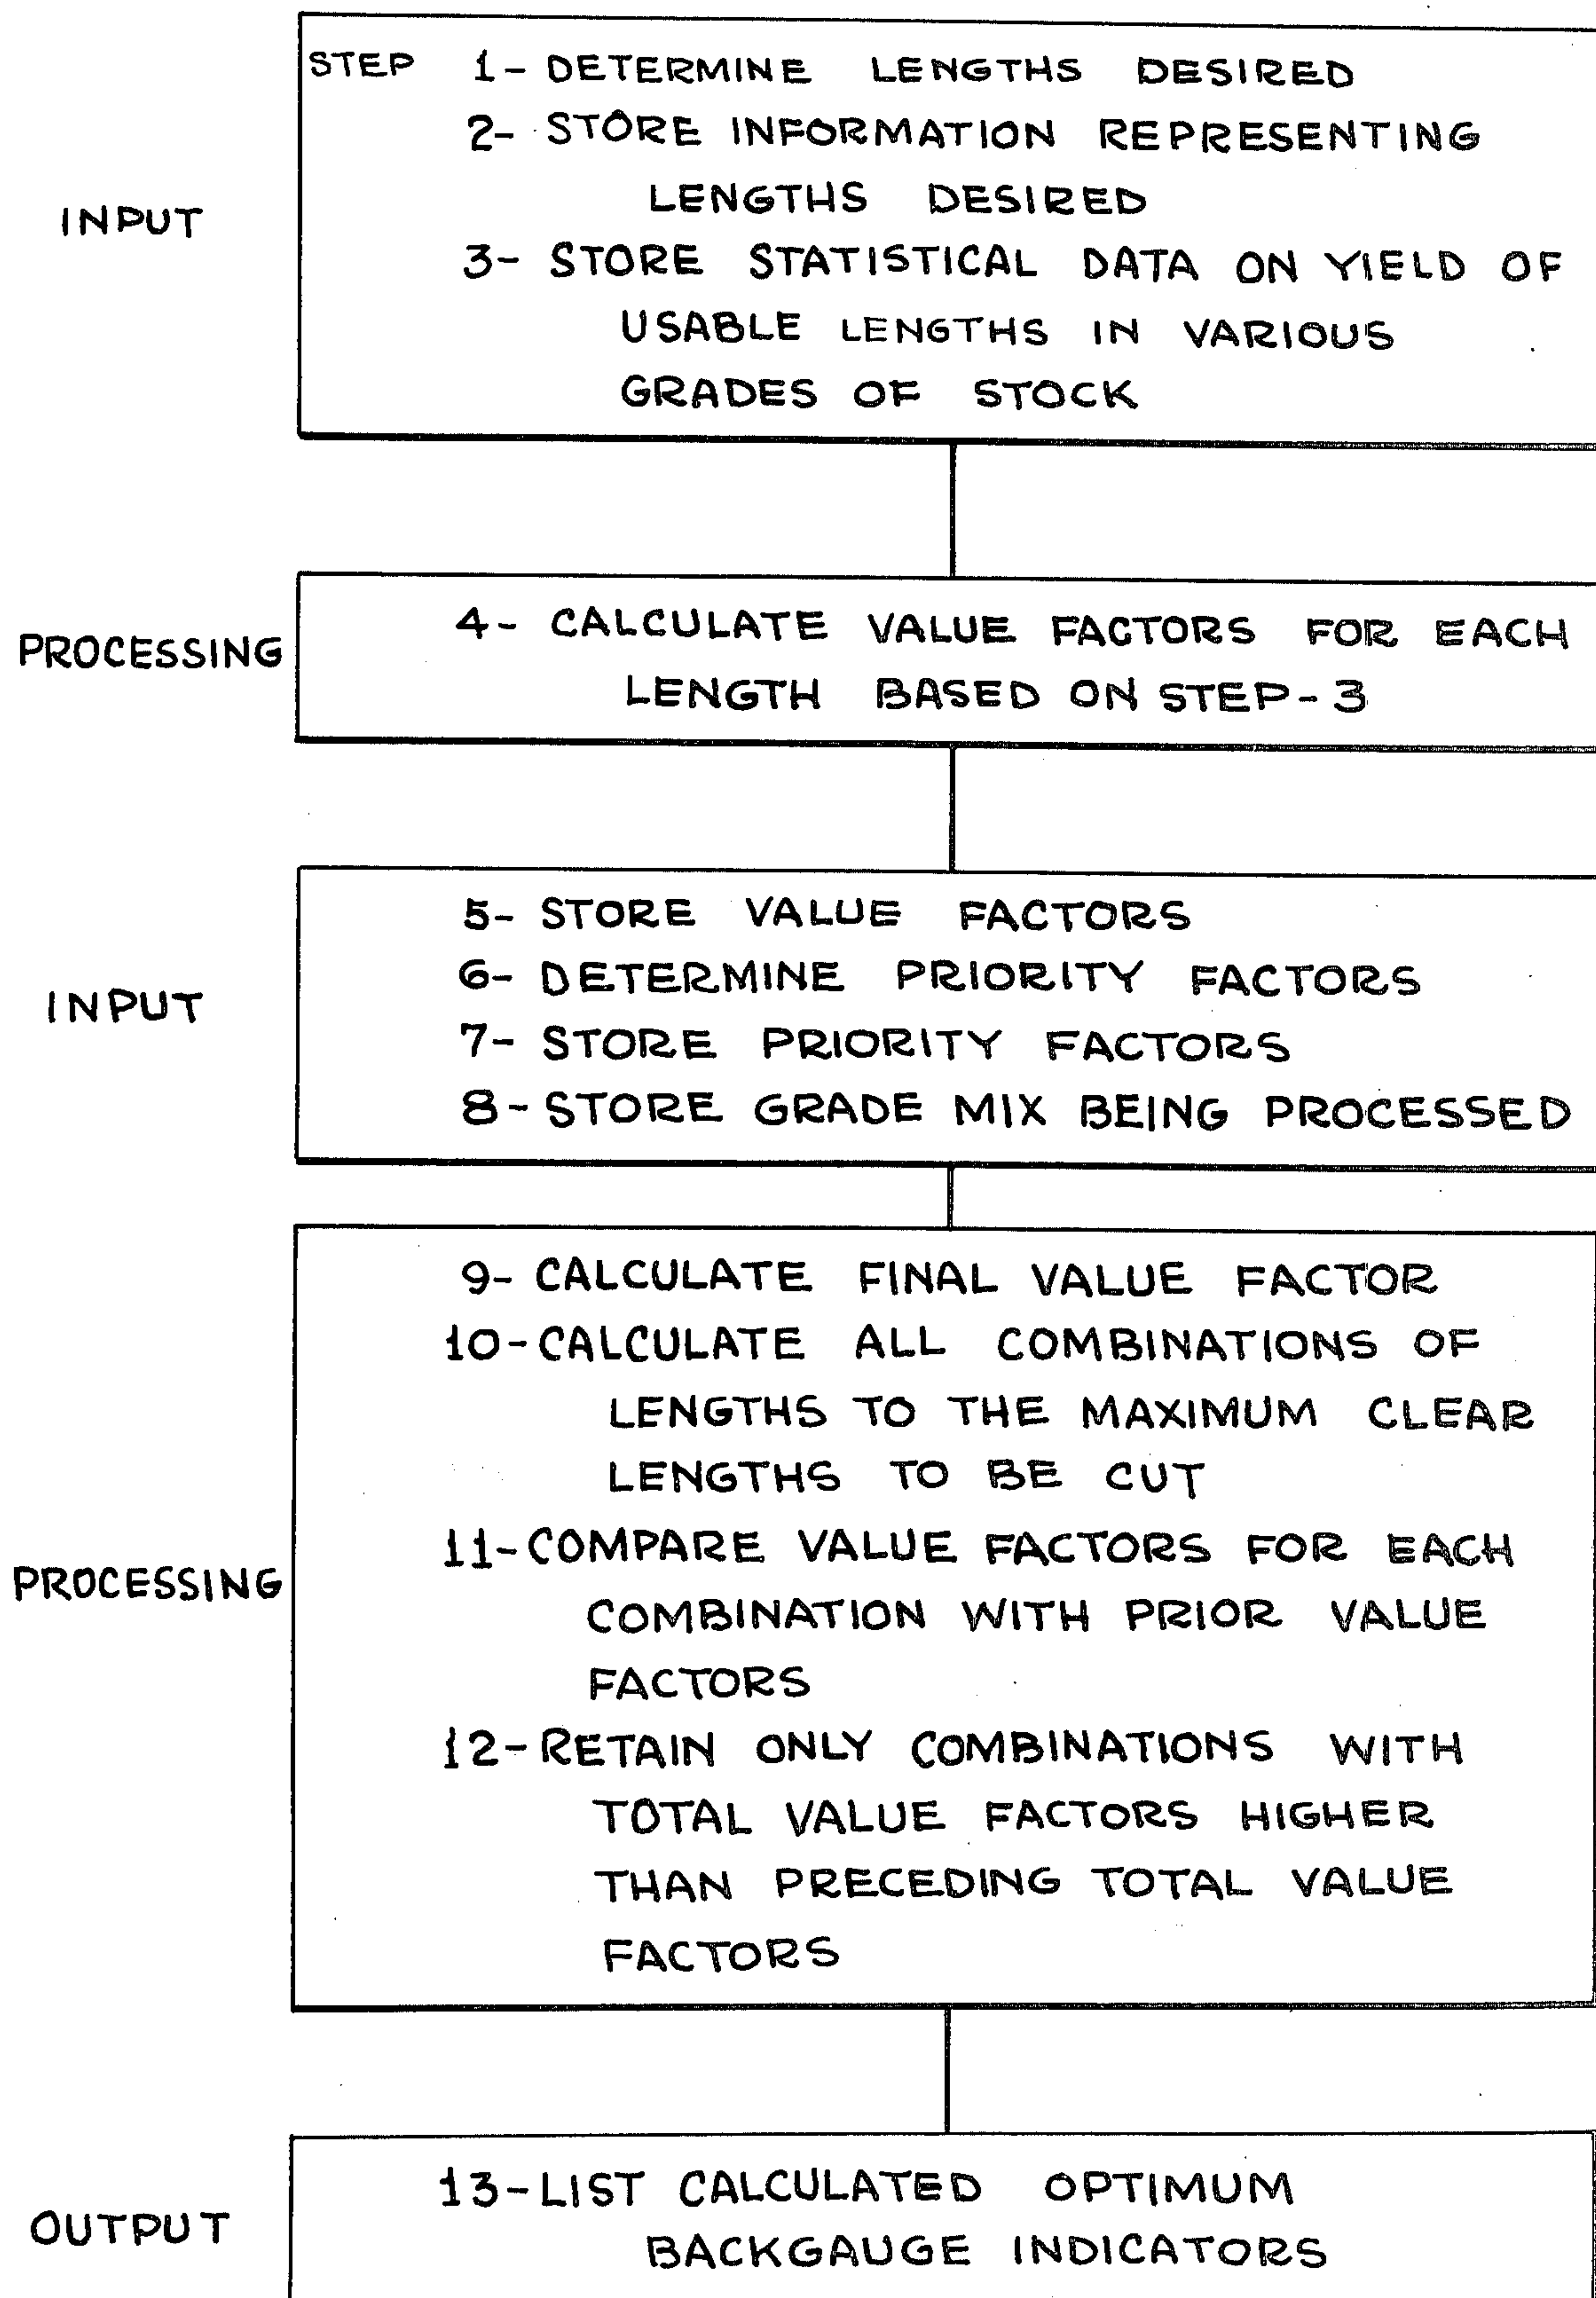 STEP 1- DETERMINE LENGTHS DESIRED
2- STORE INFORMATION REPRESENTING
LENGTHS DESIRED
INPUT
3- STORE STATISTICAL DATA ON YIELD OF
USABLE LENGTHS IN VARIOUS
GRADES OF STOCK
PROCESSING
4- CALCULATE VALUE FACTORS FOR EACH
LENGTH BASED ON STEP-3
INPUT
5- STORE VALUE FACTORS
6- DETERMINE PRIORITY FACTORS
7- STORE PRIORITY FACTORS
8- STORE GRADE MIX BEING PROCESSED
PROCESSING
9- CALCULATE FINAL VALUE FACTOR
10- CALCULATE ALL COMBINATIONS OF
LENGTHS TO THE MAXIMUM CLEAR
LENGTHS TO BE CUT
11- COMPARE VALUE FACTORS FOR EACH
COMBINATION WITH PRIOR VALUE
FACTORS
12- RETAIN ONLY COMBINATIONS WITH
TOTAL VALUE FACTORS HIGHER
THAN PRECEDING TOTAL VALUE
FACTORS
OUTPUT
13- LIST CALCULATED OPTIMUM
BACKGAUGE INDICATORS